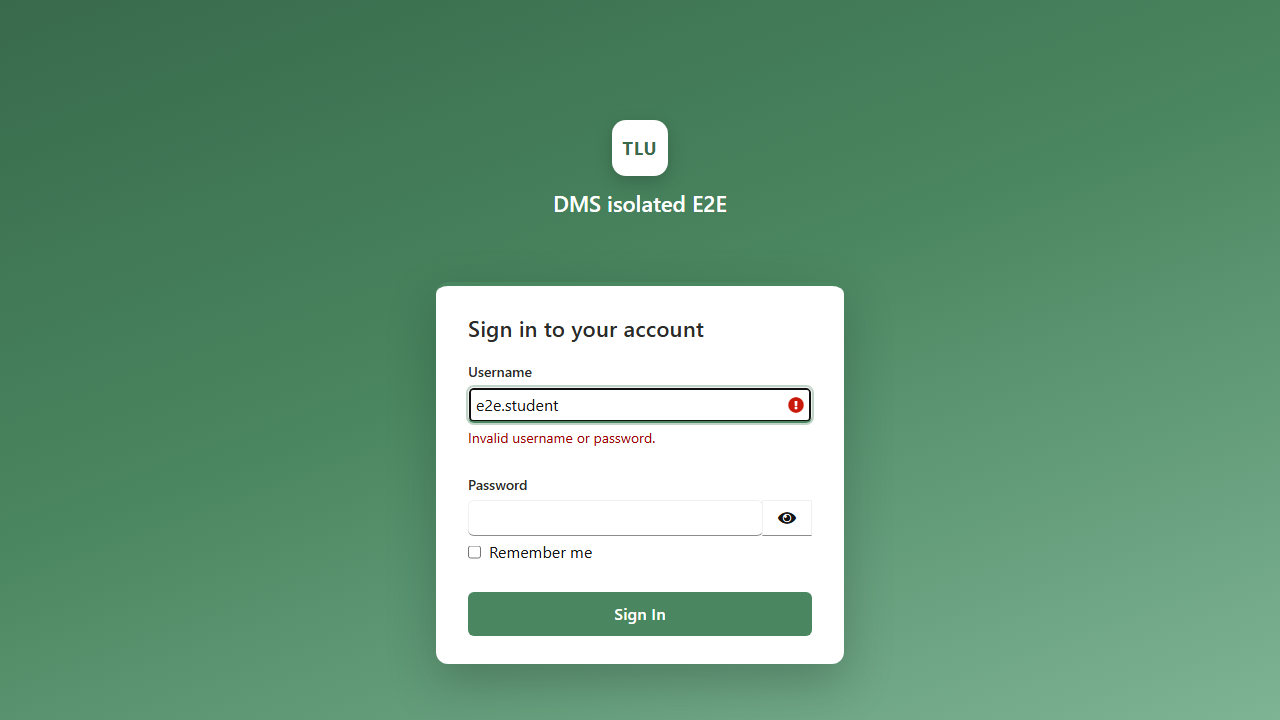 TLU
DMS isolated E2E
Sign in to your account
Username
e2e.student
Invalid username or password.
Password
Remember me
Sign In